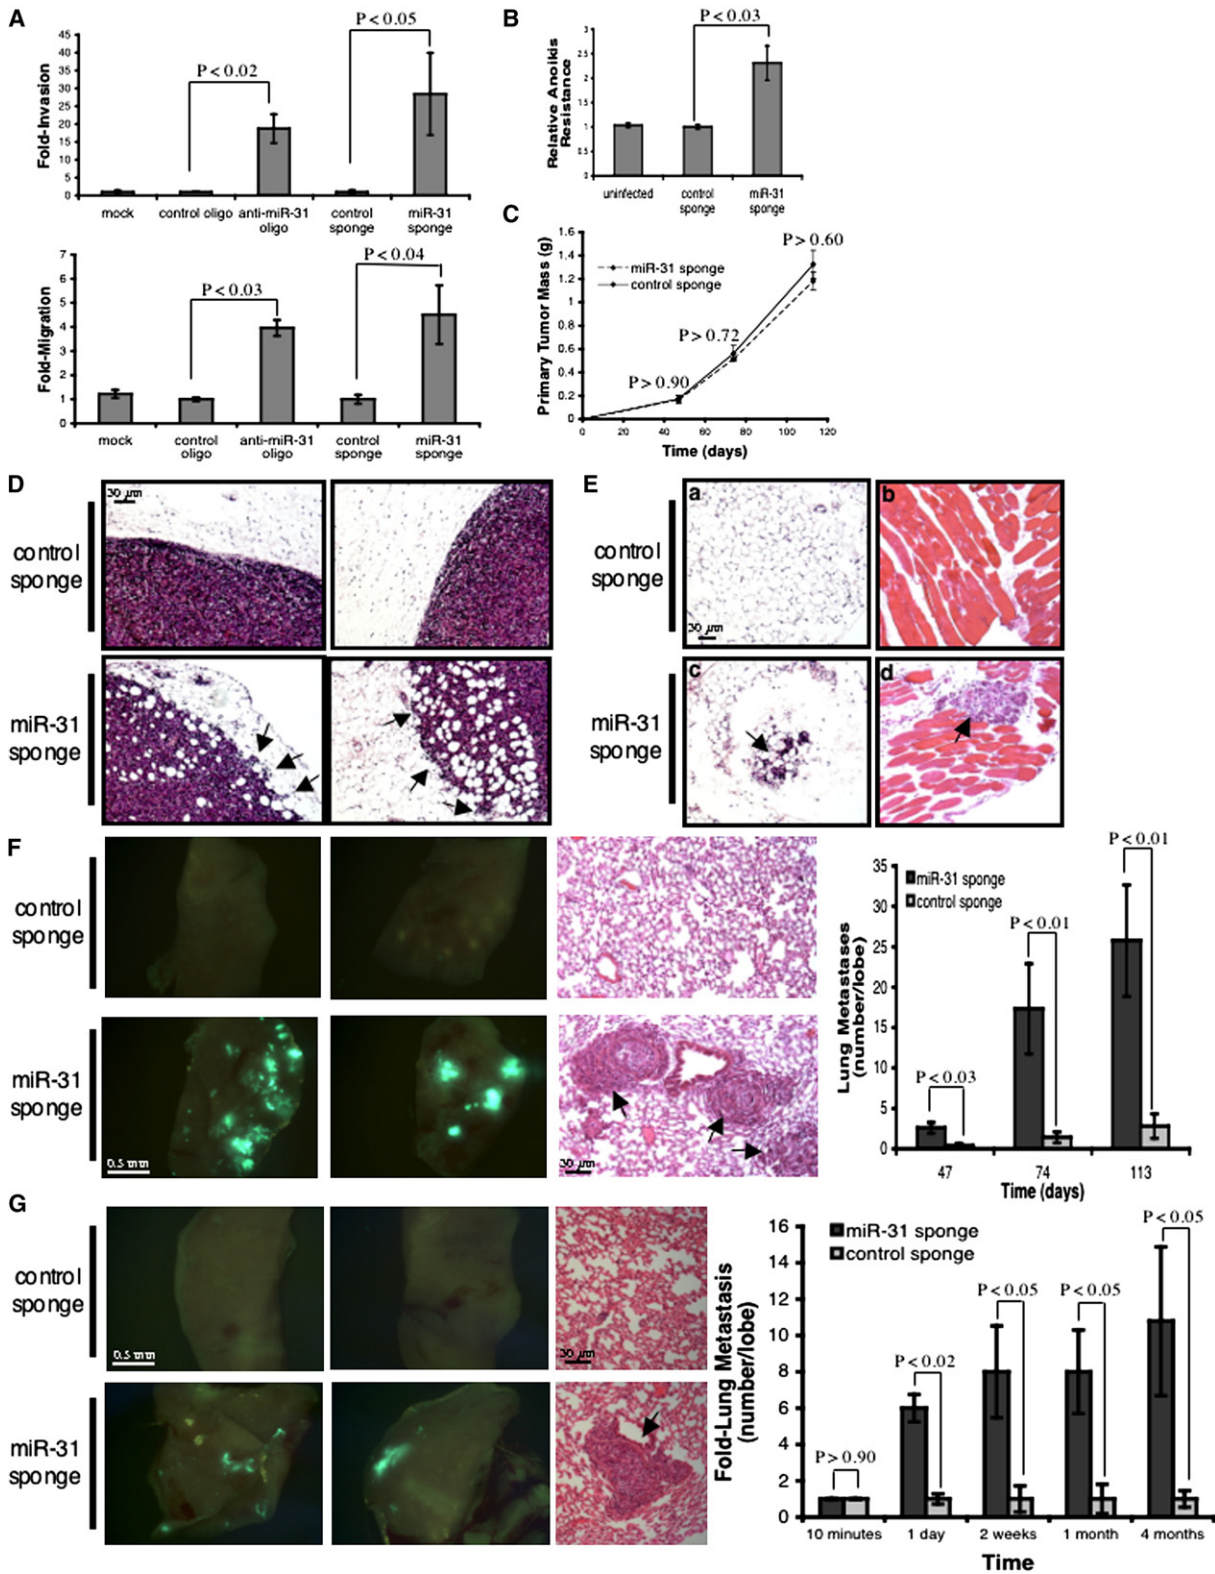 A
Fold-Invasion
45
40
35
30
25
20
15
10
5
0
P < 0.02
P < 0.05
mock
control oligo
anti-miR-31
oligo
control
sponge
miR-31
sponge
Fold-Migration
7
6
5
4
3
2
1
0
P < 0.03
P < 0.04
mock
control
oligo
anti-miR-31
oligo
control
sponge
miR-31
sponge
B
Relative Anoikis
Resistance
3
2.5
2
1.5
1
0.5
0
P < 0.03
uninfected
control
sponge
miR-31
sponge
C
Primary Tumor Mass (g)
1.6
1.4
1.2
1
0.8
0.6
0.4
0.2
0
miR-31 sponge
control sponge
P > 0.90
P > 0.72
P > 0.60
0
20
40
60
80
100
120
Time (days)
D
control
sponge
30 µm
miR-31
sponge
E
control
sponge
a
30 µm
b
miR-31
sponge
c
d
F
control
sponge
miR-31
sponge
0.5 mm
30 µm
Lung Metastases
(number/lobe)
35
30
25
20
15
10
5
0
miR-31 sponge
control sponge
P < 0.03
P < 0.01
P < 0.01
47
74
113
Time (days)
G
control
sponge
0.5 mm
30 µm
miR-31
sponge
Fold-Lung Metastasis
(number/lobe)
16
14
12
10
8
6
4
2
0
miR-31 sponge
control sponge
P > 0.90
P < 0.02
P < 0.05
P < 0.05
P < 0.05
10 minutes
1 day
2 weeks
1 month
4 months
Time